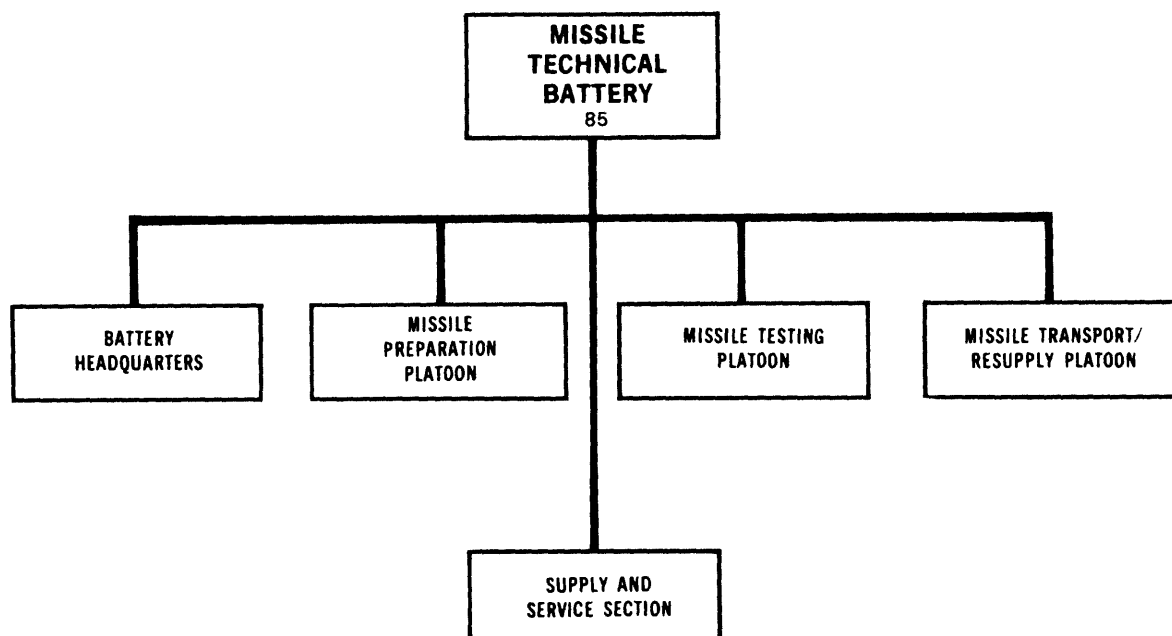 MISSILE
TECHNICAL
BATTERY
85
BATTERY
HEADQUARTERS
MISSILE
PREPARATION
PLATOON
MISSILE TESTING
PLATOON
MISSILE TRANSPORT/
RESUPPLY PLATOON
SUPPLY AND
SERVICE SECTION